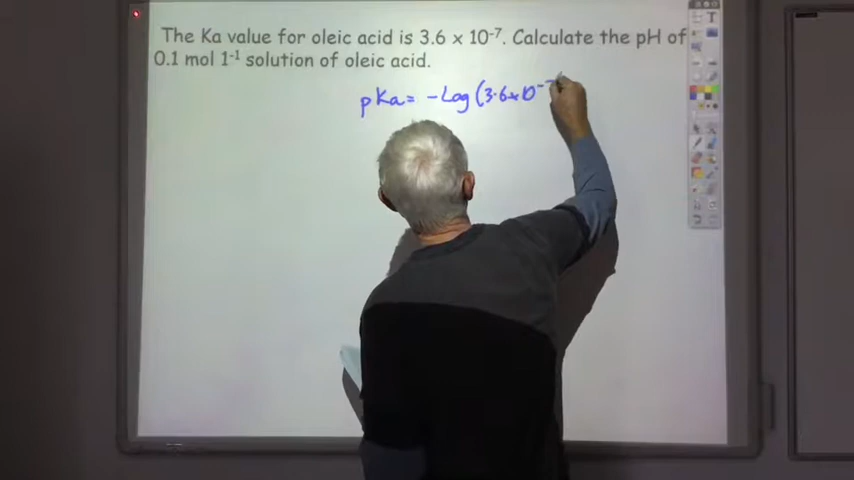 The Ka value for oleic acid is 3.6 x 10⁻⁷. Calculate the pH of
0.1 mol l⁻¹ solution of oleic acid.
pKa = -Log (3.6x10⁻⁷